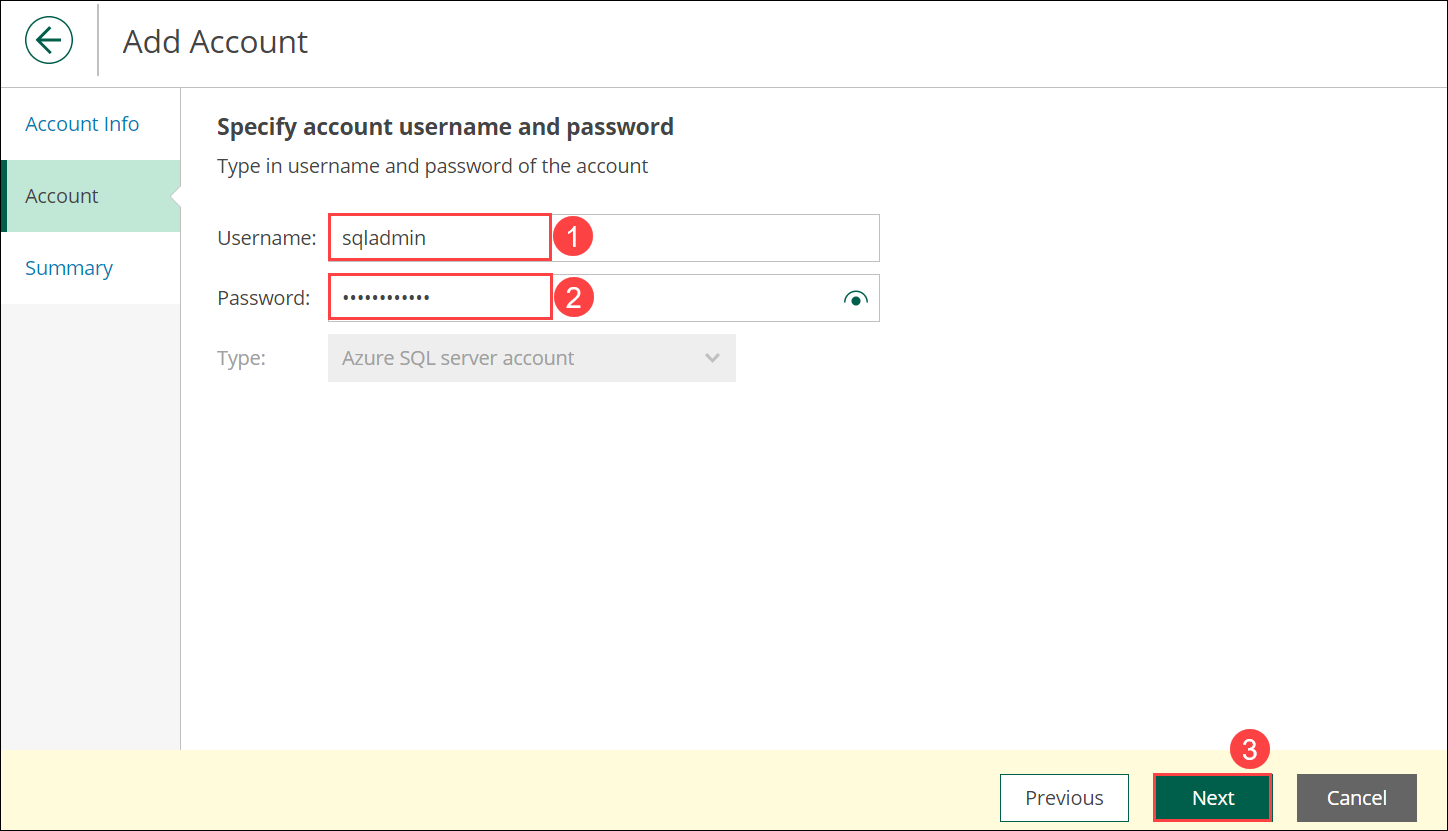 Add Account
Account Info
Account
Summary
Specify account username and password
Type in username and password of the account
Username: sqladmin 1
Password: •••••••••••• 2
Type: Azure SQL server account
3
Previous Next Cancel